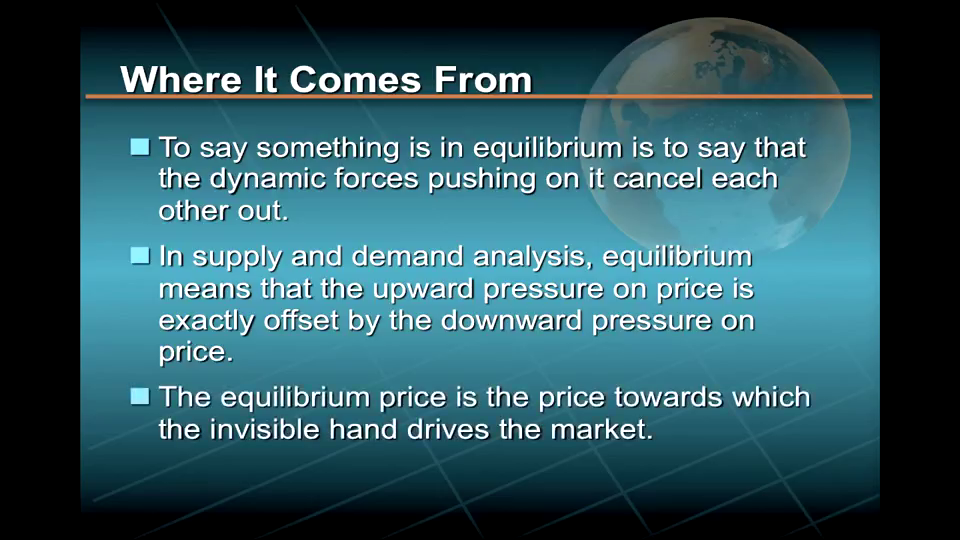 Where It Comes From
To say something is in equilibrium is to say that
the dynamic forces pushing on it cancel each
other out.
In supply and demand analysis, equilibrium
means that the upward pressure on price is
exactly offset by the downward pressure on
price.
The equilibrium price is the price towards which
the invisible hand drives the market.